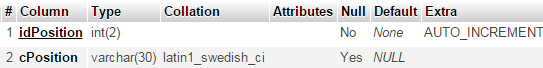 # Column Type Collation Attributes Null Default Extra
1 idPosition int(2) No None AUTO_INCREMENT
2 cPosition varchar(30) latin1_swedish_ci Yes NULL